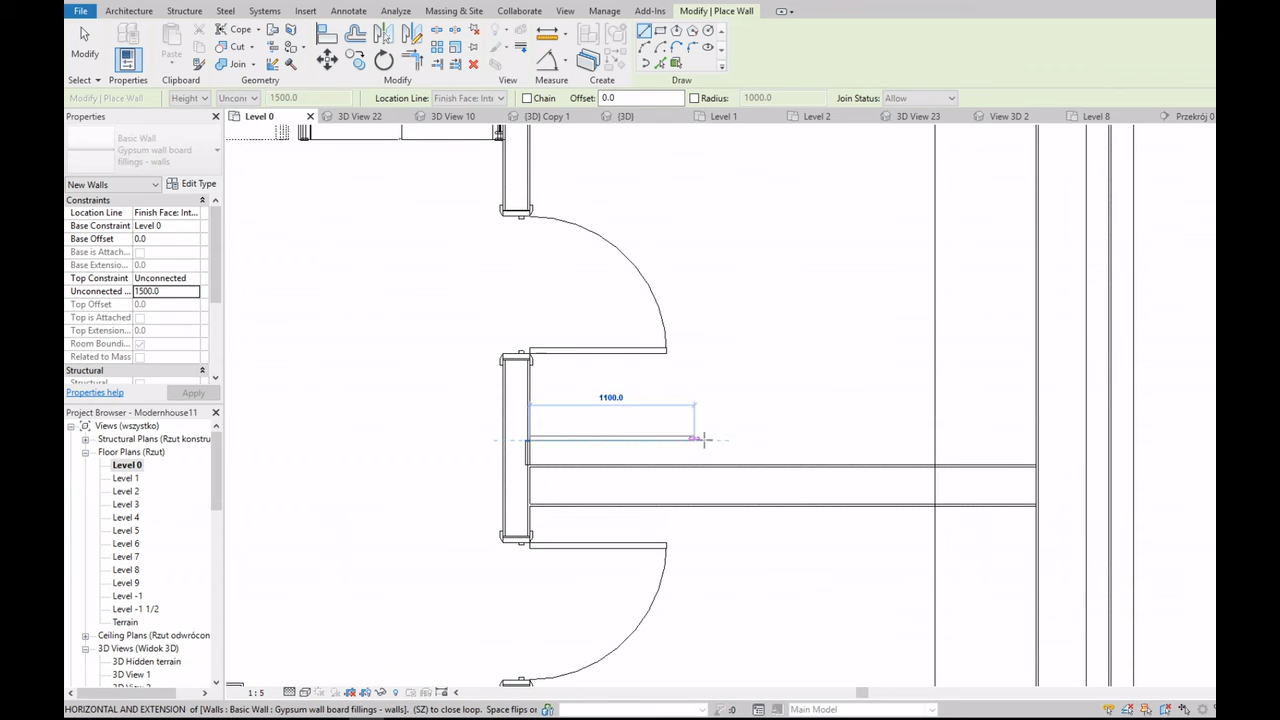 File Architecture Structure Steel Systems Insert Annotate Analyze Massing & Site Collaborate View Manage Add-Ins Modify | Place Wall
Modify Paste Cope Cut Join
Select Properties Clipboard Geometry Modify View Measure Create Draw
Modify | Place Wall Height Unconr 1500.0 Location Line: Finish Face: Int Chain Offset: 0.0 Radius: 1000.0 Join Status: Allow
Properties
Level 0 3D View 22 3D View 10 {3D} Copy 1 {3D} Level 1 Level 2 3D View 23 View 3D 2 Level 8 Przekrój 0
Basic Wall
Gypsum wall board
fillings - walls
New Walls Edit Type
Constraints
Location Line Finish Face: Int...
Base Constraint Level 0
Base Offset 0.0
Base is Attach...
Base Extensio... 0.0
Top Constraint Unconnected
Unconnected ... 1500.0
Top Offset 0.0
Top is Attached
Top Extension... 0.0
Room Boundi...
Related to Mass
Structural
Structural
Properties help Apply
1100.0
Project Browser - Modernhouse11
Views (wszystko)
Structural Plans (Rzut konstru
Floor Plans (Rzut)
Level 0
Level 1
Level 2
Level 3
Level 4
Level 5
Level 6
Level 7
Level 8
Level 9
Level -1
Level -1 1/2
Terrain
Ceiling Plans (Rzut odwrócon
3D Views (Widok 3D)
3D Hidden terrain
3D View 1
1 : 5
HORIZONTAL AND EXTENSION of [Walls : Basic Wall : Gypsum wall board fillings - walls]. (SZ) to close loop. Space flips or :0 Main Model